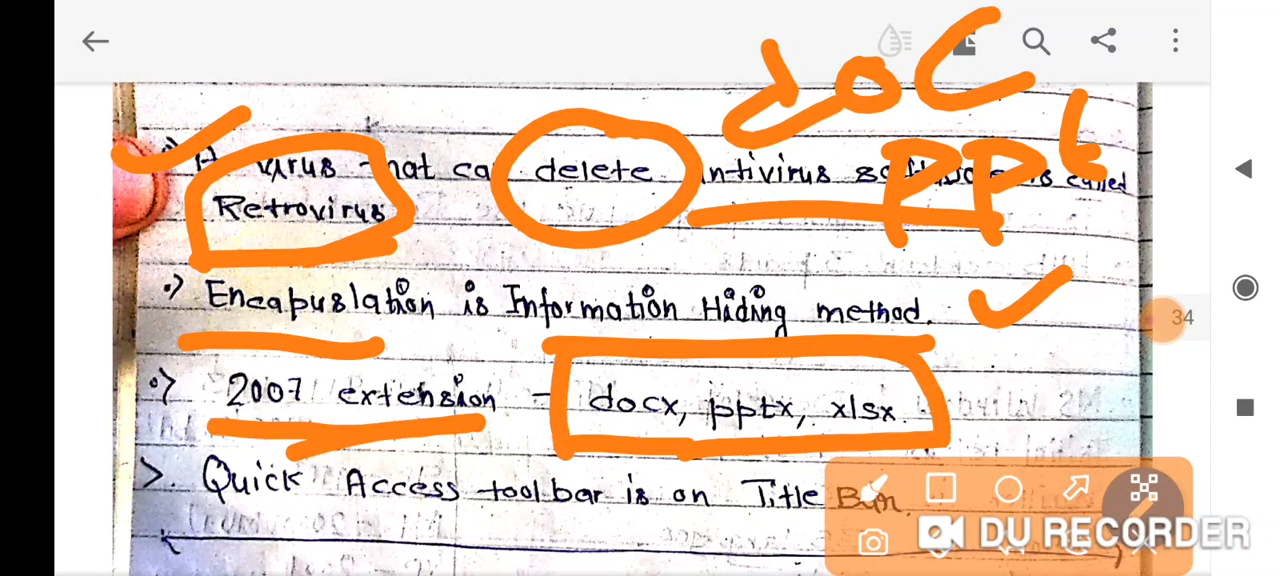 doC
PPt
A virus that can delete Antivirus software is called
Retrovirus
Encapuslation is Information Hiding method.
34
2007 extension - docx, pptx, xlsx.
Quick Access toolbar is on Title Bar.
DU RECORDER